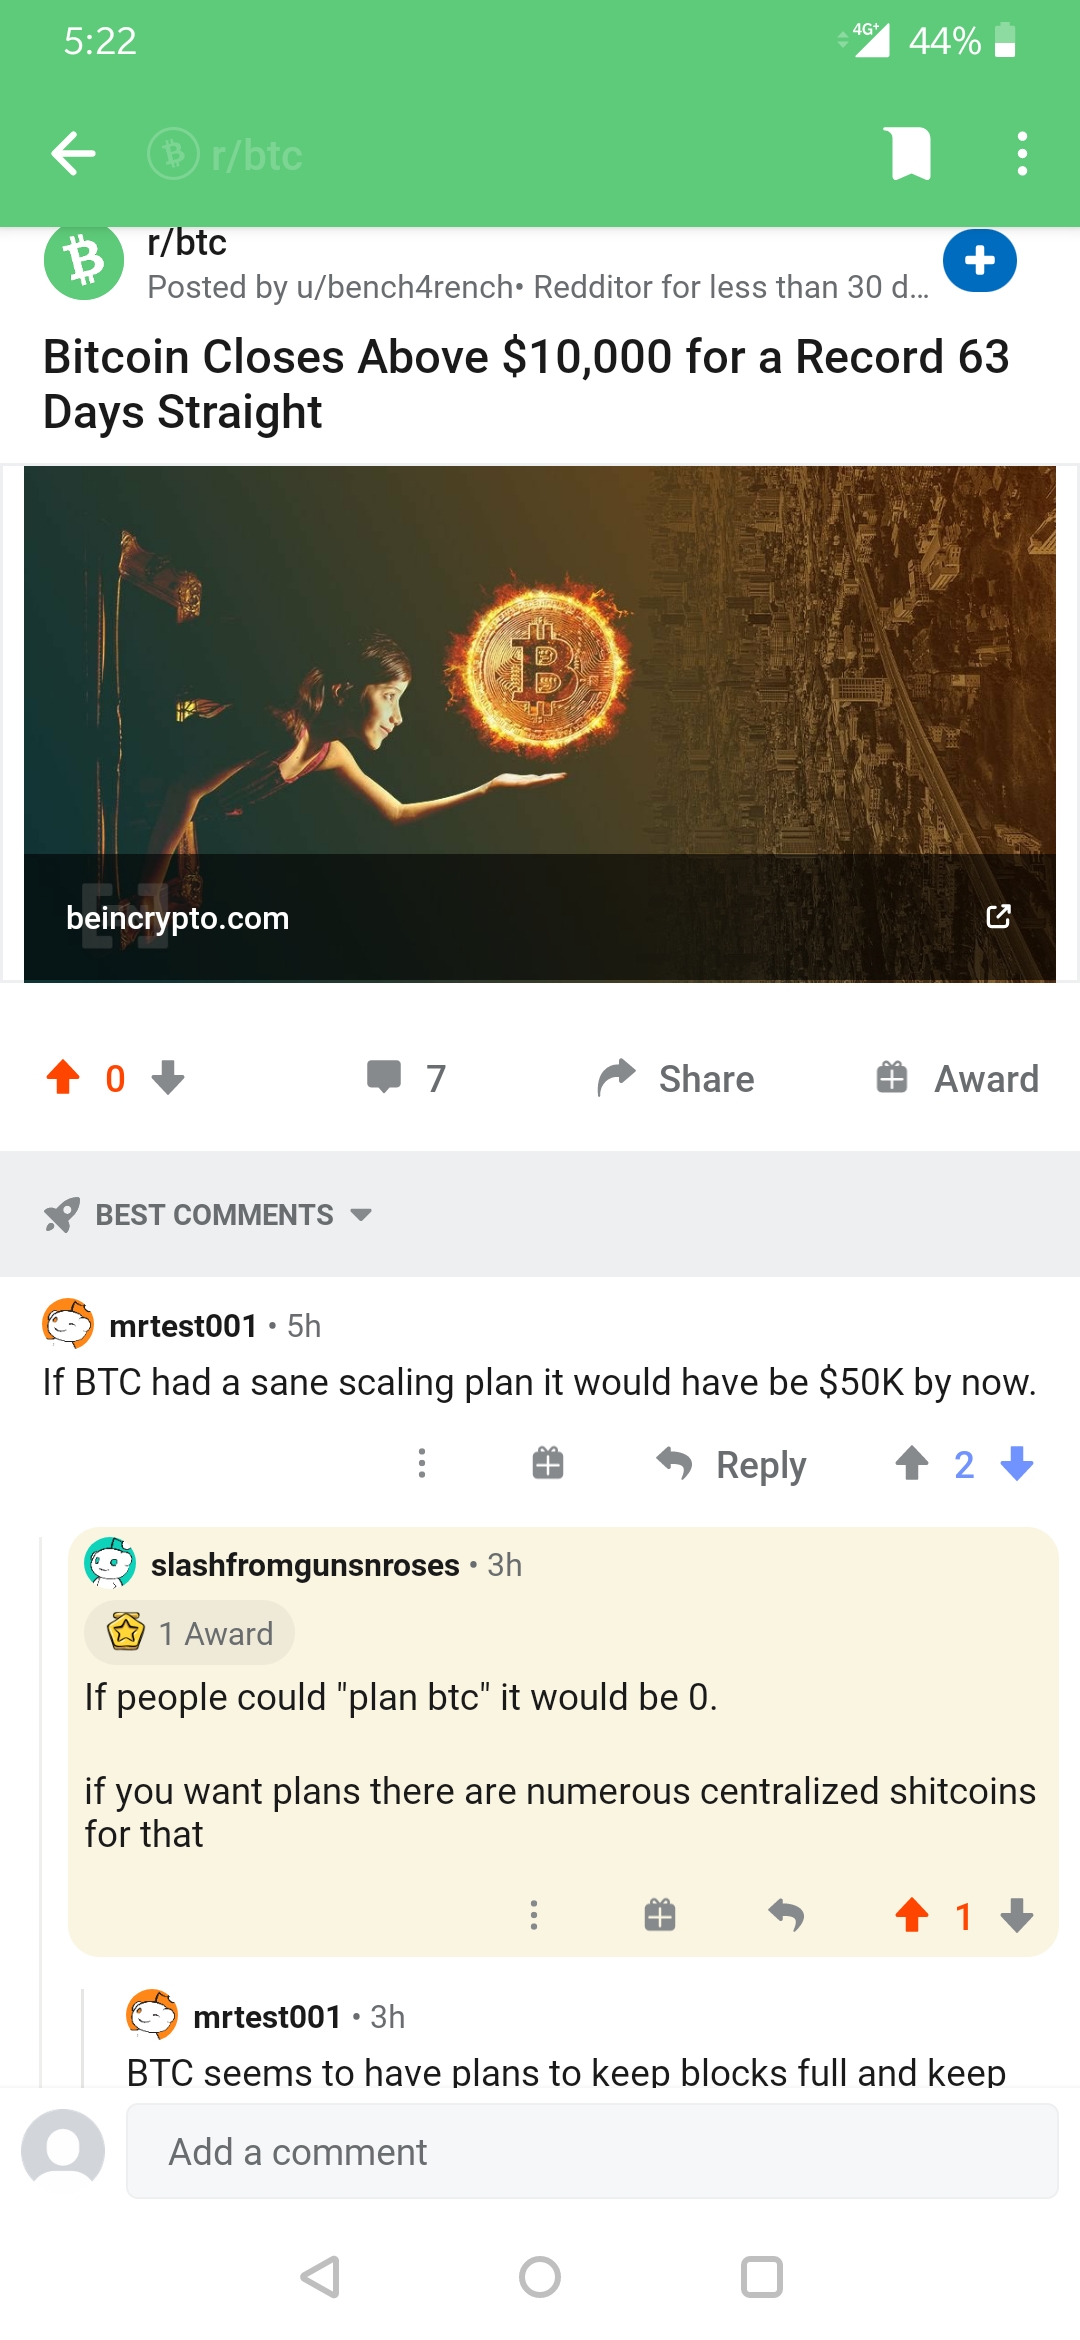 5:22
4G+ 44%
r/btc
r/btc
Posted by u/bench4rench• Redditor for less than 30 d...
Bitcoin Closes Above $10,000 for a Record 63
Days Straight
beincrypto.com
0 7 Share Award
BEST COMMENTS
mrtest001 • 5h
If BTC had a sane scaling plan it would have be $50K by now.
Reply 2
slashfromgunsnroses • 3h
1 Award
If people could "plan btc" it would be 0.
if you want plans there are numerous centralized shitcoins
for that
1
mrtest001 • 3h
BTC seems to have plans to keep blocks full and keep
Add a comment